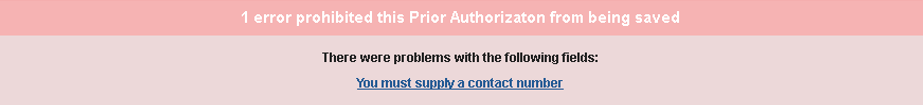 1 error prohibited this Prior Authorizaton from being saved
There were problems with the following fields:
You must supply a contact number